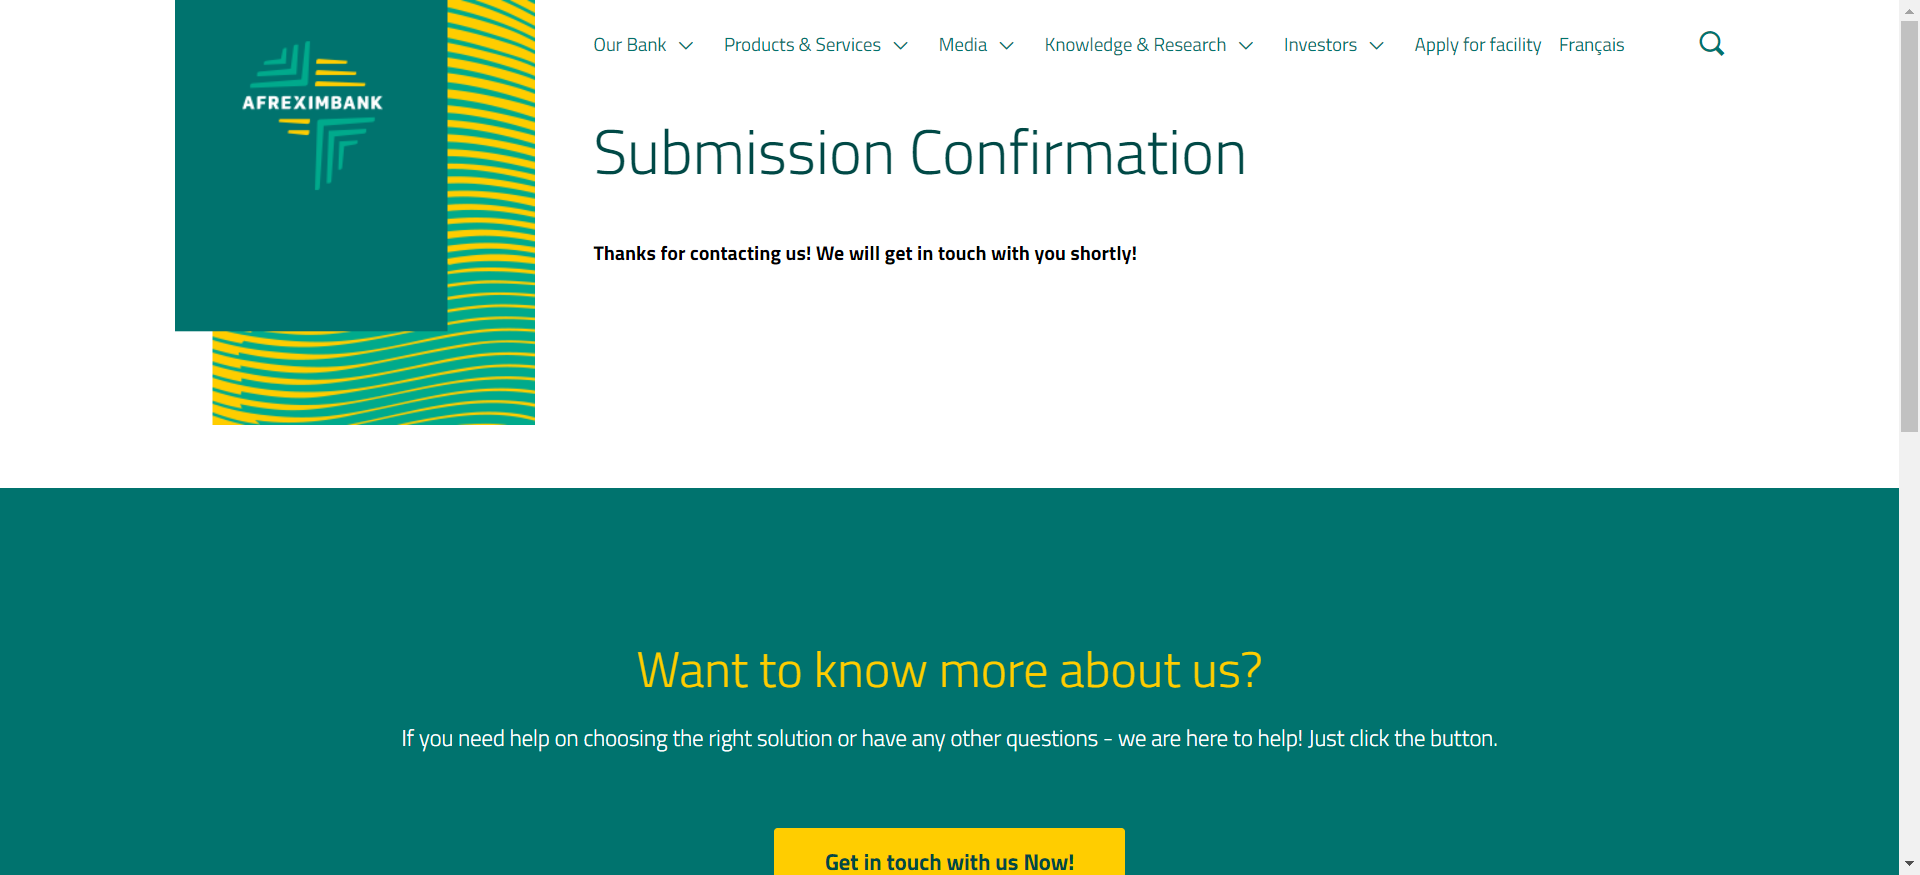 AFREXIMBANK
Our Bank Products & Services Media Knowledge & Research Investors Apply for facility Français
Submission Confirmation
Thanks for contacting us! We will get in touch with you shortly!
Want to know more about us?
If you need help on choosing the right solution or have any other questions - we are here to help! Just click the button.
Get in touch with us Now!